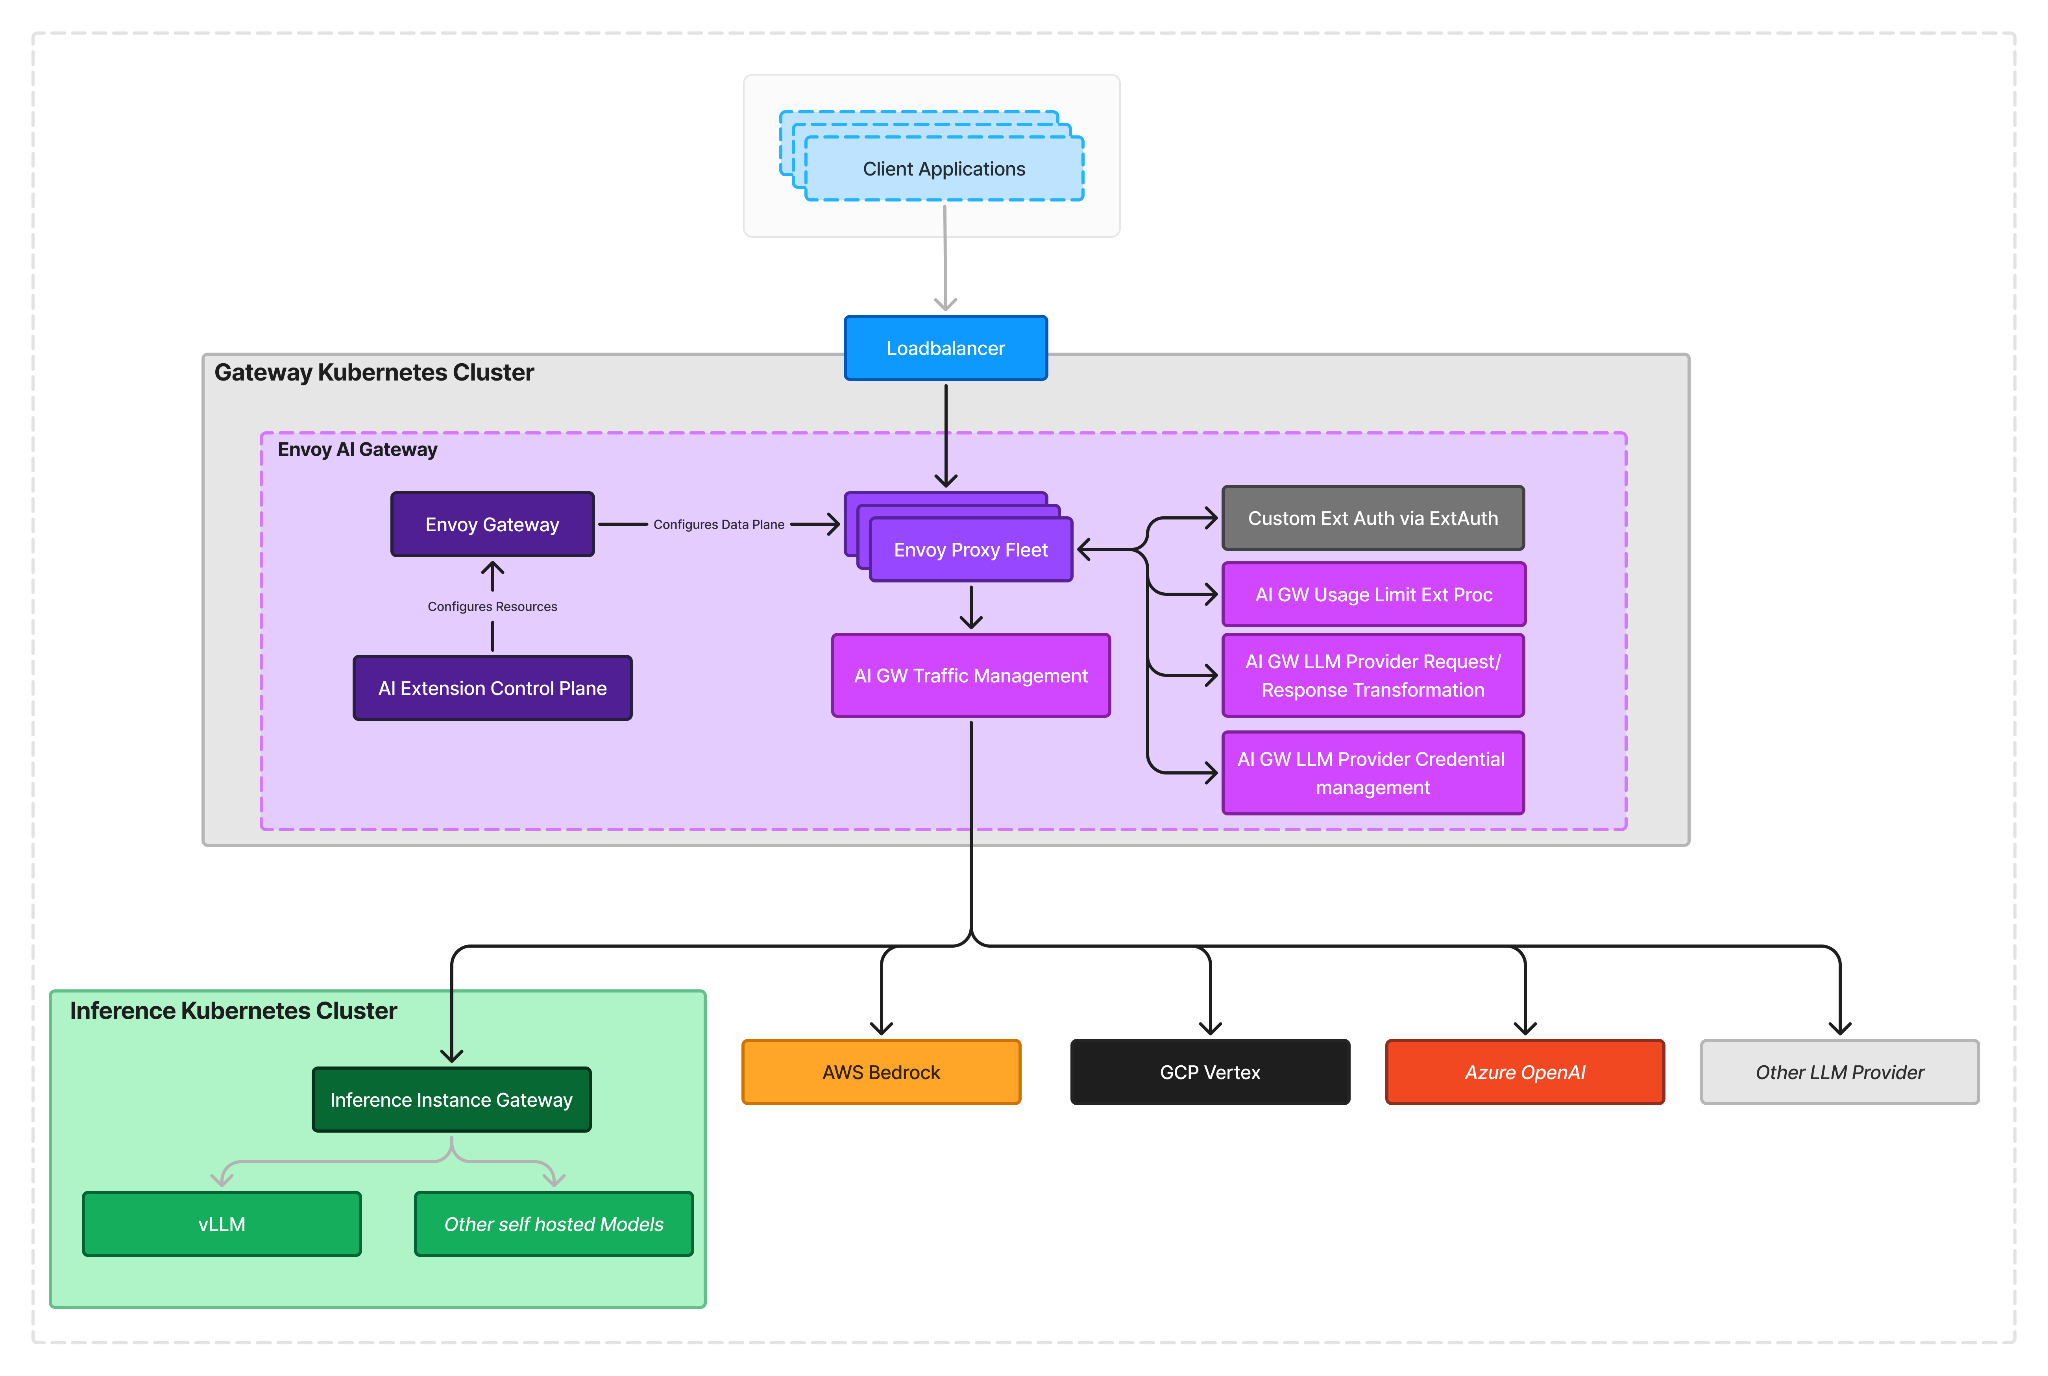 Client Applications
Loadbalancer
Gateway Kubernetes Cluster
Envoy AI Gateway
Envoy Gateway
Configures Data Plane
Envoy Proxy Fleet
Custom Ext Auth via ExtAuth
AI GW Usage Limit Ext Proc
Configures Resources
AI Extension Control Plane
AI GW Traffic Management
AI GW LLM Provider Request/
Response Transformation
AI GW LLM Provider Credential
management
Inference Kubernetes Cluster
Inference Instance Gateway
vLLM
Other self hosted Models
AWS Bedrock
GCP Vertex
Azure OpenAI
Other LLM Provider